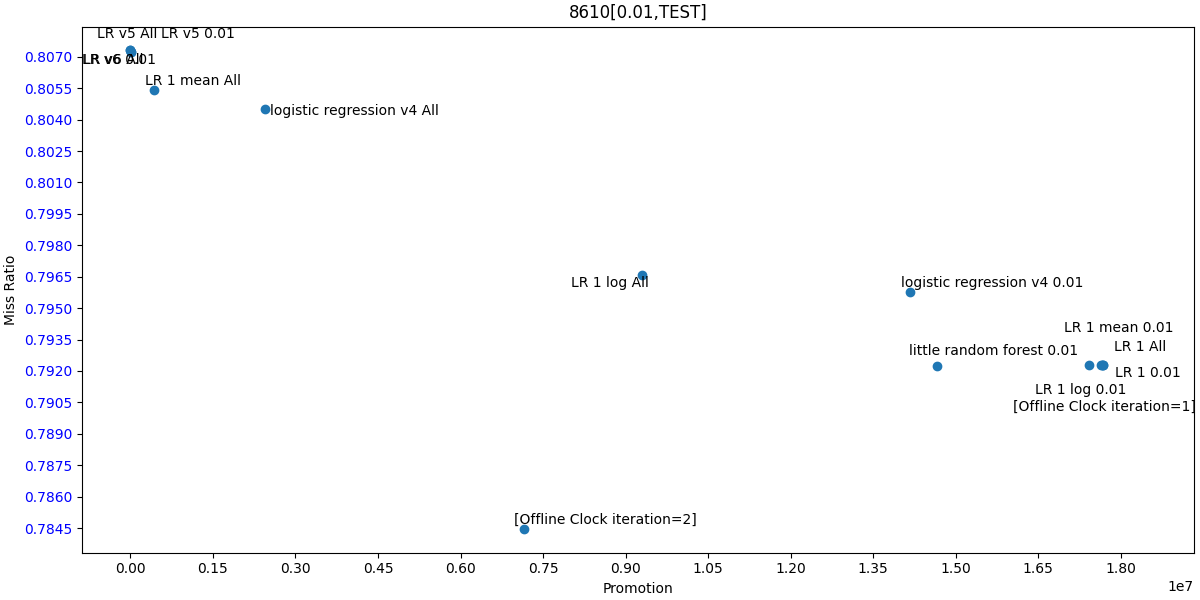 8610[0.01,TEST]
LR v5 All LR v5 0.01
LR v6 All
LR v6 0.01
LR 1 mean All
logistic regression v4 All
LR 1 log All
logistic regression v4 0.01
LR 1 mean 0.01
little random forest 0.01
LR 1 All
LR 1 0.01
LR 1 log 0.01
[Offline Clock iteration=1]
[Offline Clock iteration=2]
Miss Ratio
0.8070
0.8055
0.8040
0.8025
0.8010
0.7995
0.7980
0.7965
0.7950
0.7935
0.7920
0.7905
0.7890
0.7875
0.7860
0.7845
0.00 0.15 0.30 0.45 0.60 0.75 0.90 1.05 1.20 1.35 1.50 1.65 1.80
1e7
Promotion